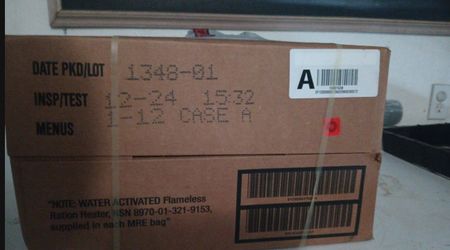 DATE PKD/LOT 1348-01
INSP/TEST 12-24 1532
MENUS 1-12 CASE A
A
"NOTE: WATER ACTIVATED Flameless
Ration Heater, NSN 8970-01-321-9153,
supplied in each MRE bag"